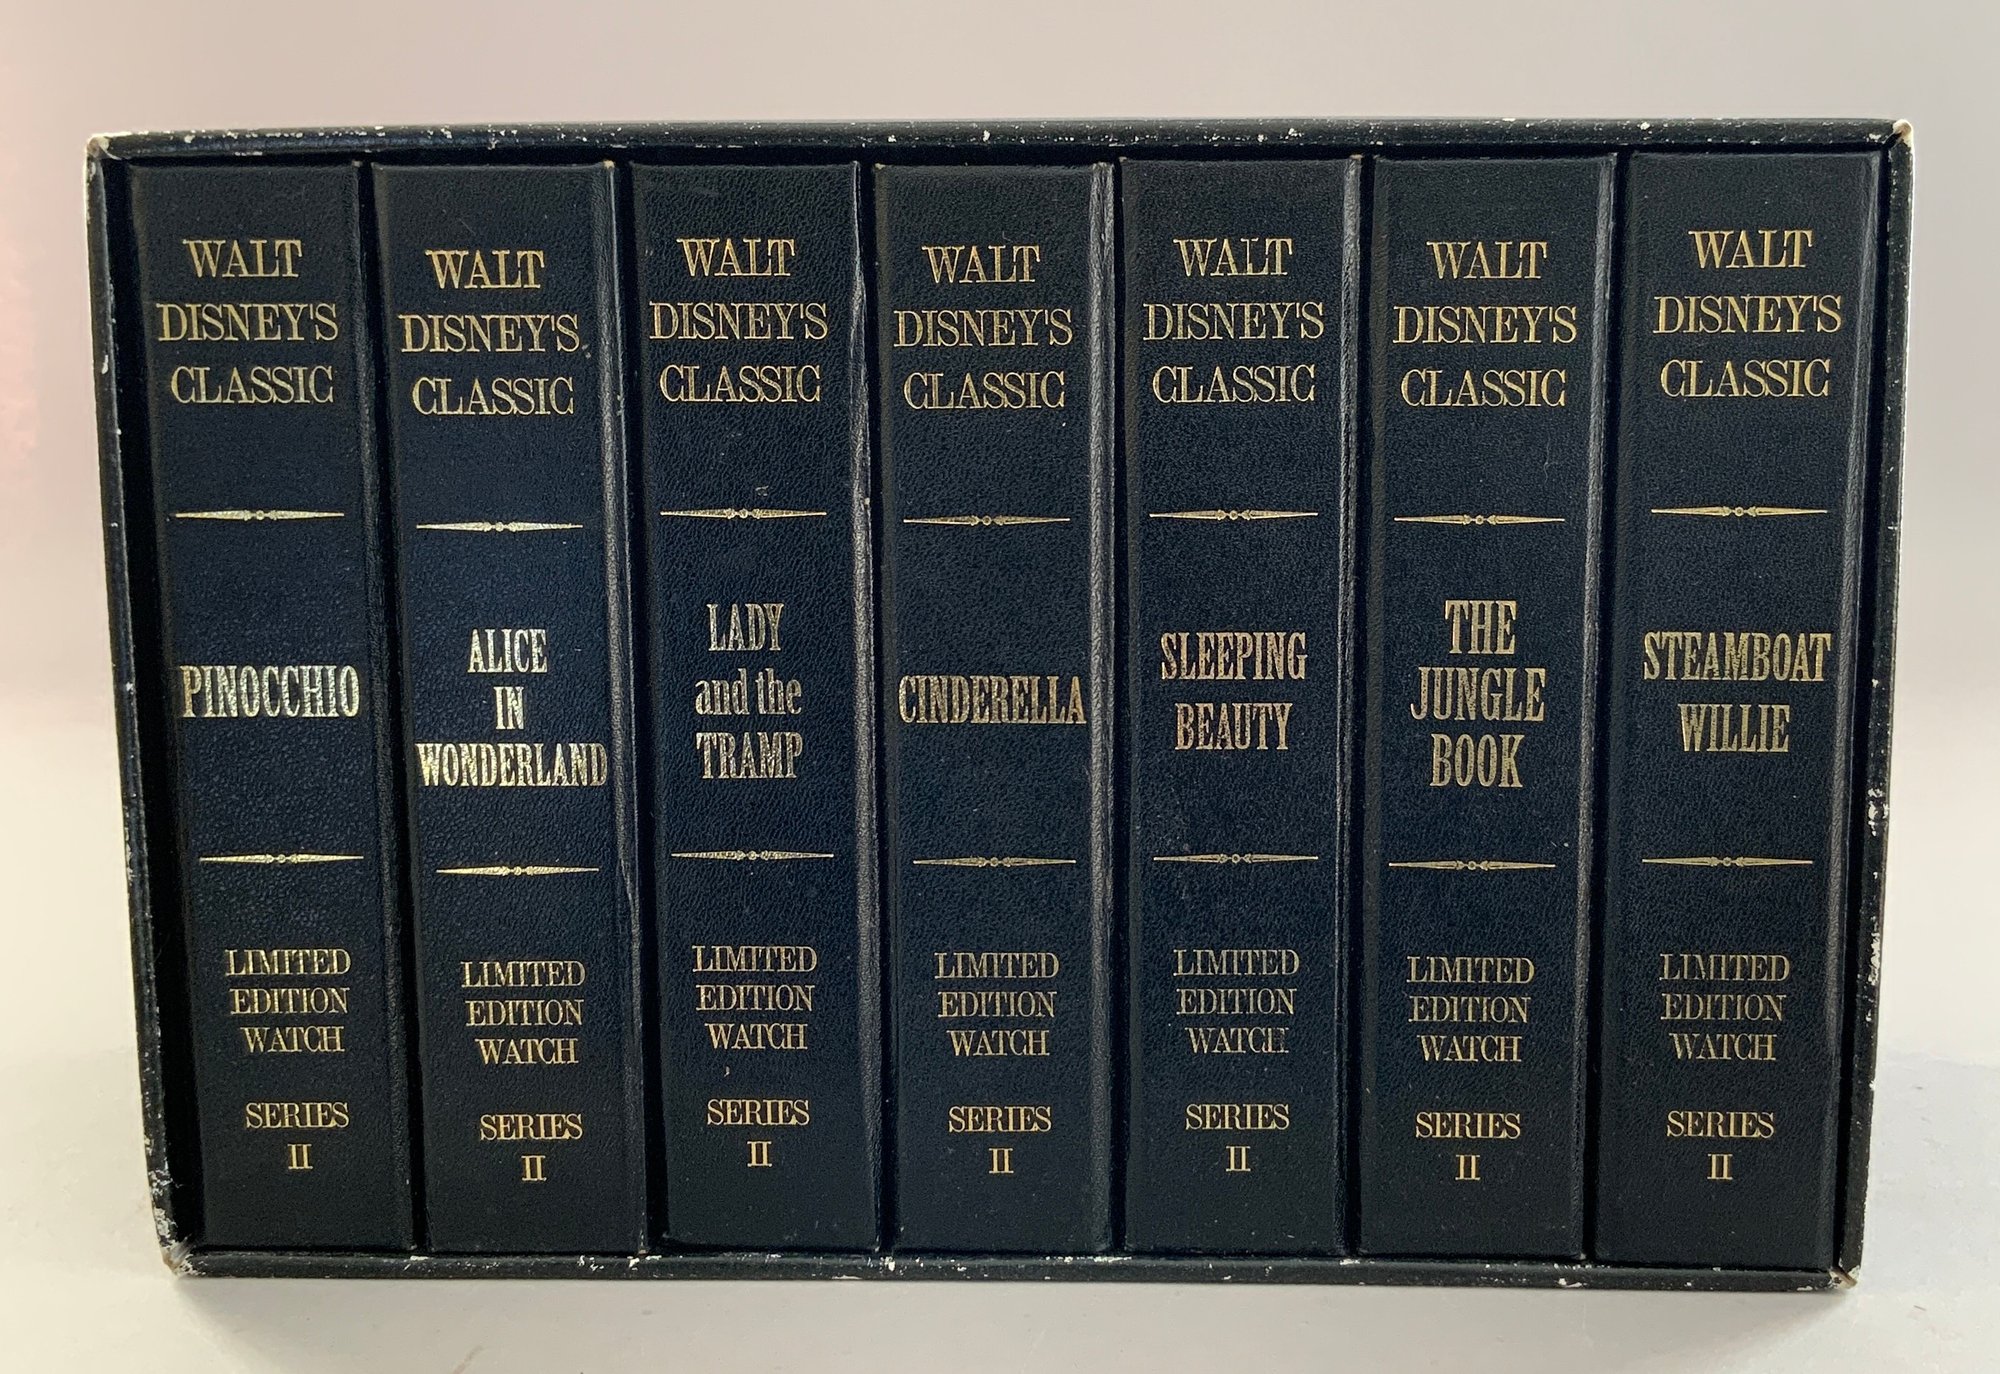 WALT
DISNEY'S
CLASSIC
PINOCCHIO
LIMITED
EDITION
WATCH
SERIES
II
WALT
DISNEY'S
CLASSIC
ALICE
IN
WONDERLAND
LIMITED
EDITION
WATCH
SERIES
II
WALT
DISNEY'S
CLASSIC
LADY
and the
TRAMP
LIMITED
EDITION
WATCH
SERIES
II
WALT
DISNEY'S
CLASSIC
CINDERELLA
LIMITED
EDITION
WATCH
SERIES
II
WALT
DISNEY'S
CLASSIC
SLEEPING
BEAUTY
LIMITED
EDITION
WATCH
SERIES
II
WALT
DISNEY'S
CLASSIC
THE
JUNGLE
BOOK
LIMITED
EDITION
WATCH
SERIES
II
WALT
DISNEY'S
CLASSIC
STEAMBOAT
WILLIE
LIMITED
EDITION
WATCH
SERIES
II